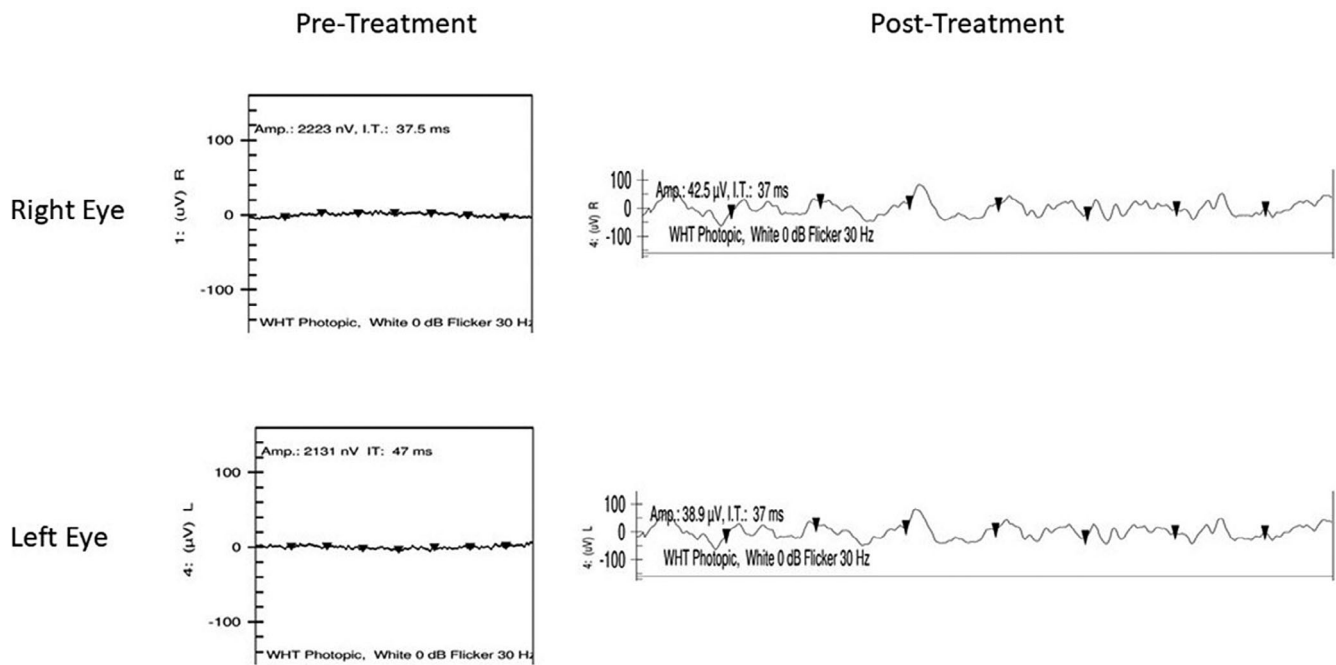 Pre-Treatment
Post-Treatment
Right Eye
1: (uV) R
100
0
-100
Amp.: 2223 nV, I.T.: 37.5 ms
WHT Photopic, White 0 dB Flicker 30 Hz
4: (uV) R
100
0
-100
Amp.: 42.5 µV, I.T.: 37 ms
WHT Photopic, White 0 dB Flicker 30 Hz
Left Eye
4: (µV) L
100
0
-100
Amp.: 2131 nV IT: 47 ms
WHT Photopic, White 0 dB Flicker 30 Hz
4: (uV) L
100
0
-100
Amp.: 38.9 µV, I.T.: 37 ms
WHT Photopic, White 0 dB Flicker 30 Hz